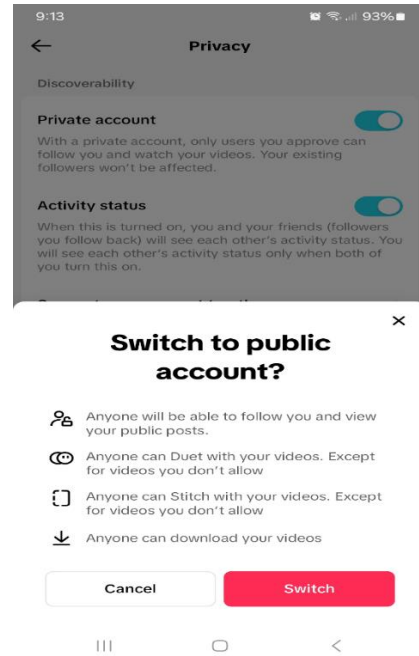 9:13 93%
Privacy
Discoverability
Private account
With a private account, only users you approve can
follow you and watch your videos. Your existing
followers won't be affected.
Activity status
When this is turned on, you and your friends (followers
you follow back) will see each other's activity status. You
will see each other's activity status only when both of
you turn this on.
Switch to public
account?
Anyone will be able to follow you and view
your public posts.
Anyone can Duet with your videos. Except
for videos you don't allow
Anyone can Stitch with your videos. Except
for videos you don't allow
Anyone can download your videos
Cancel Switch